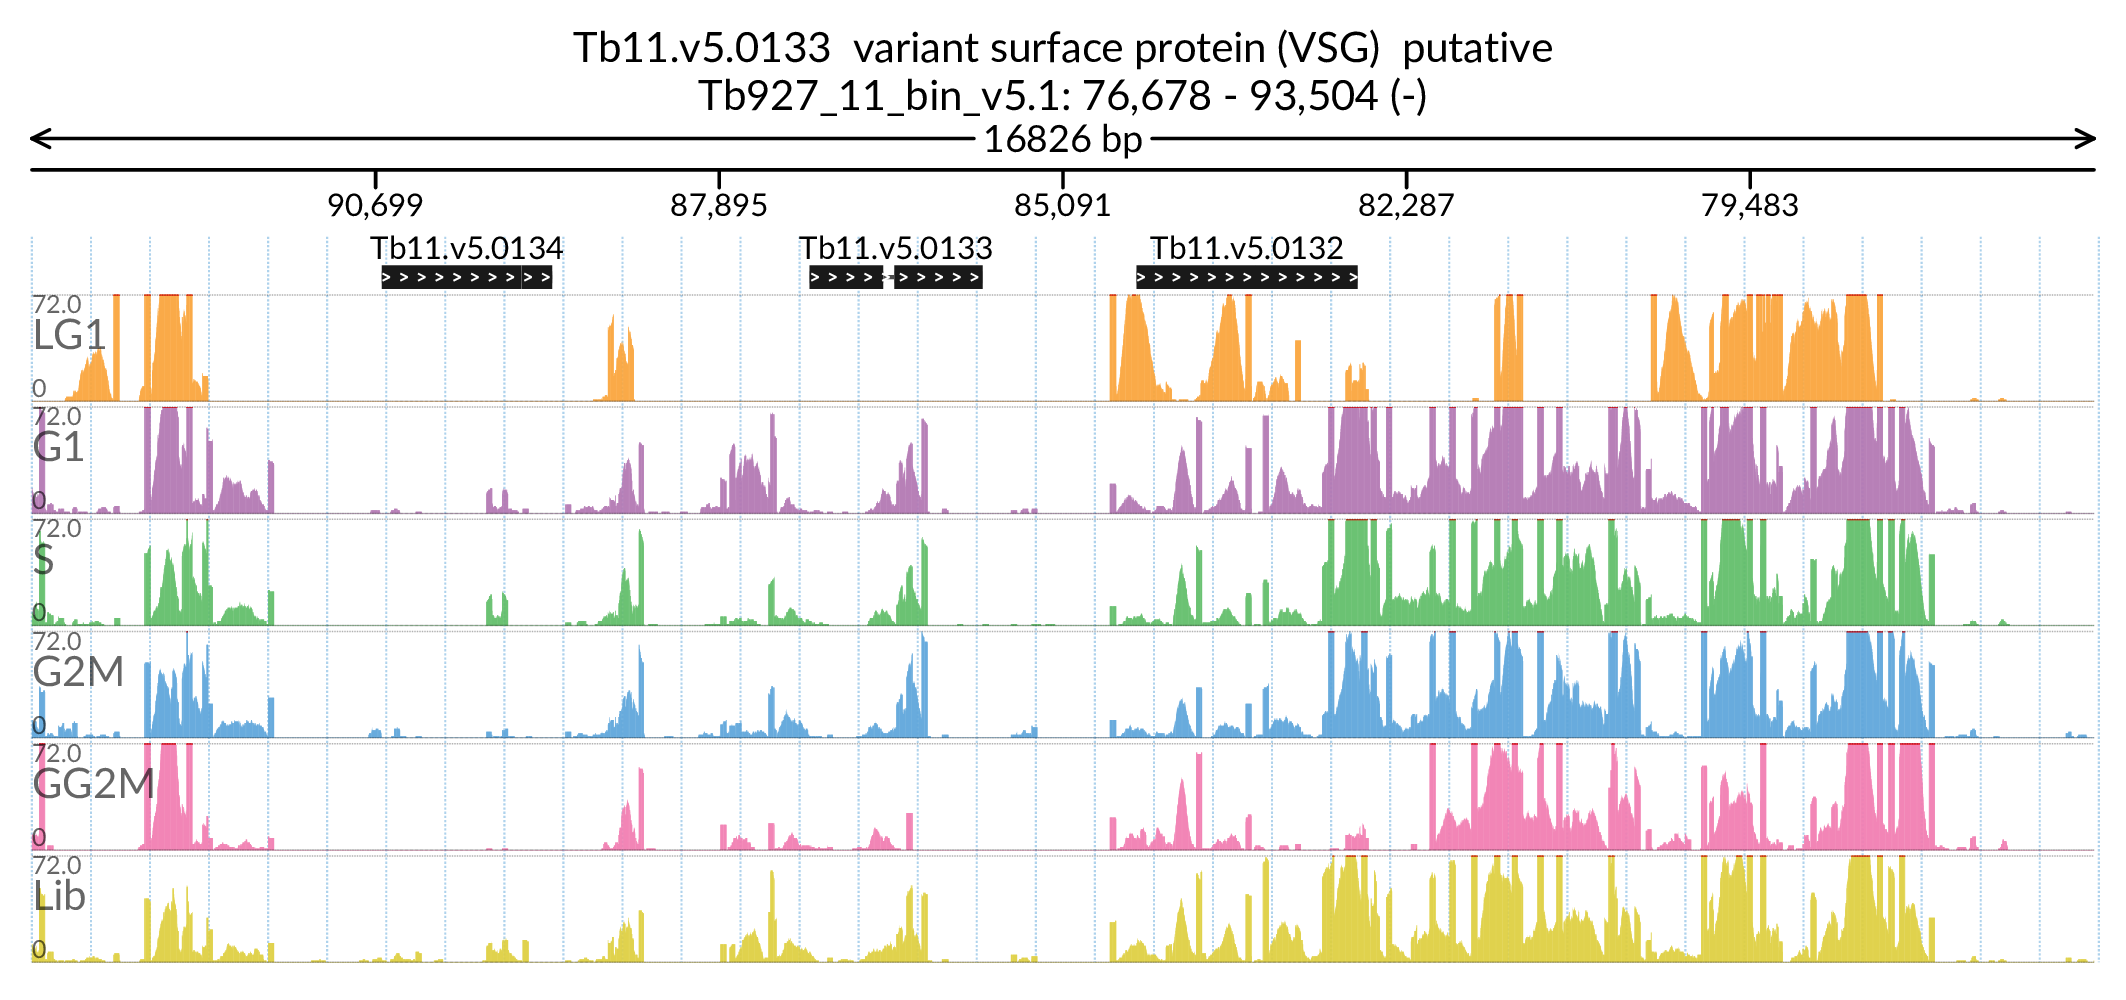 Tb11.v5.0133  variant surface protein (VSG)  putative
Tb927_11_bin_v5.1: 76,678 - 93,504 (-)
16826 bp
90,699 87,895 85,091 82,287 79,483
Tb11.v5.0134 Tb11.v5.0133 Tb11.v5.0132
72.0
LG1
0
72.0
G1
0
72.0
S
0
72.0
G2M
0
72.0
GG2M
0
72.0
Lib
0